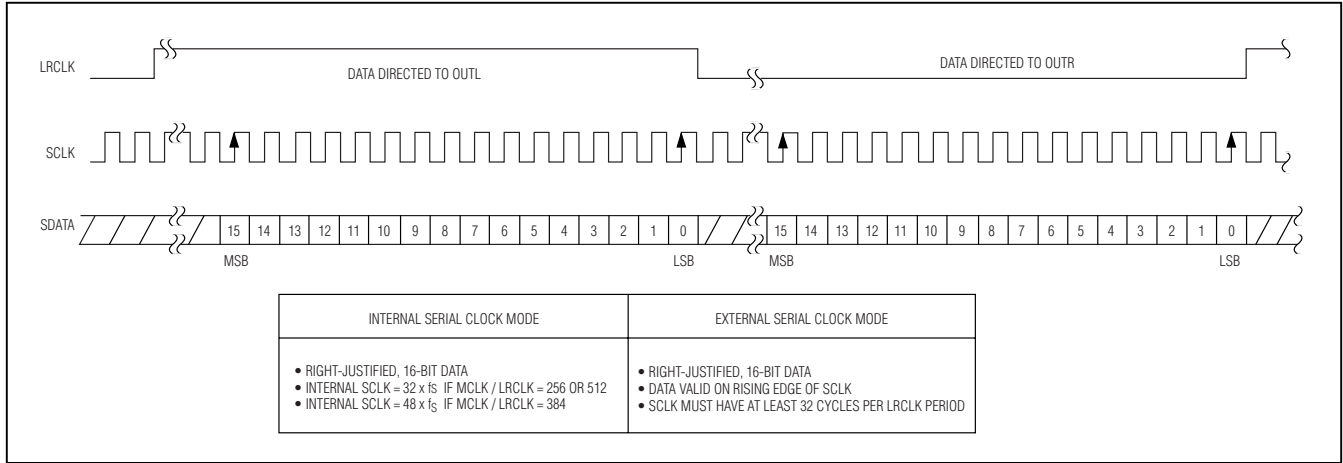 LRCLK
DATA DIRECTED TO OUTL
DATA DIRECTED TO OUTR
SCLK
SDATA
15 14 13 12 11 10 9 8 7 6 5 4 3 2 1 0 15 14 13 12 11 10 9 8 7 6 5 4 3 2 1 0
MSB LSB MSB LSB
INTERNAL SERIAL CLOCK MODE
• RIGHT-JUSTIFIED, 16-BIT DATA
• INTERNAL SCLK = 32 x fS IF MCLK / LRCLK = 256 OR 512
• INTERNAL SCLK = 48 x fS IF MCLK / LRCLK = 384
EXTERNAL SERIAL CLOCK MODE
• RIGHT-JUSTIFIED, 16-BIT DATA
• DATA VALID ON RISING EDGE OF SCLK
• SCLK MUST HAVE AT LEAST 32 CYCLES PER LRCLK PERIOD